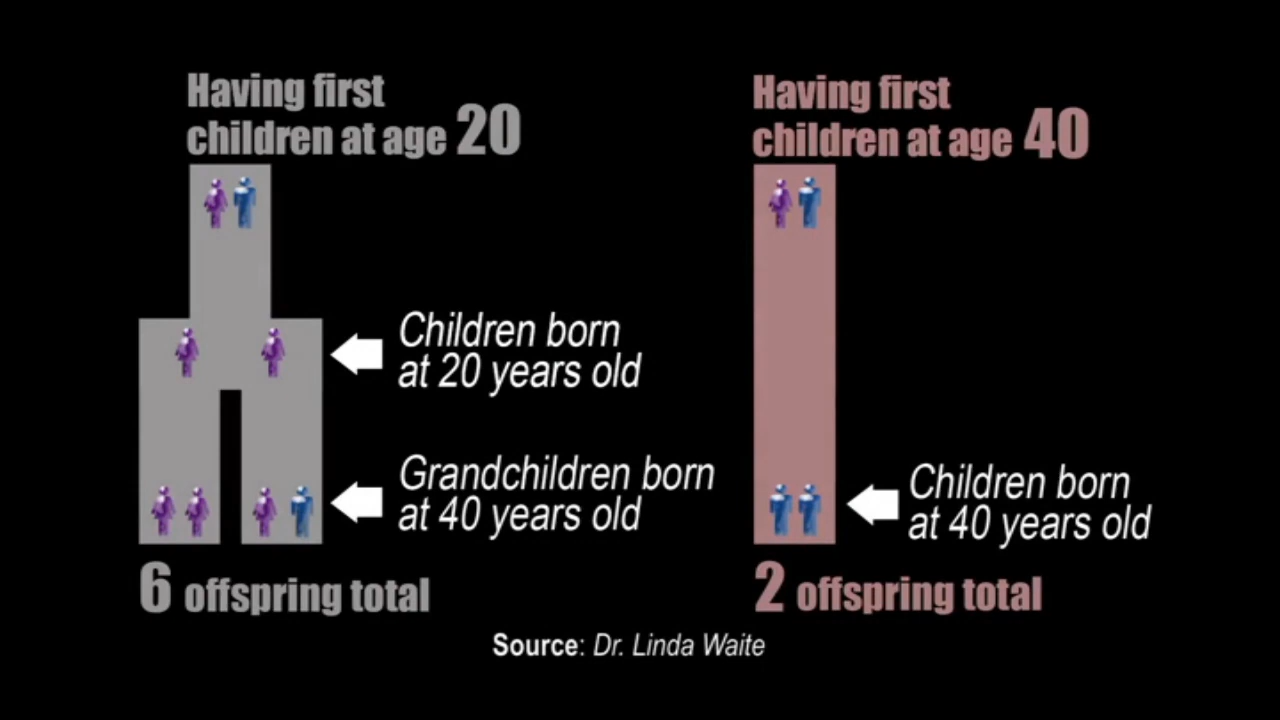 Having first
children at age 20
Children born
at 20 years old
Grandchildren born
at 40 years old
6 offspring total
Having first
children at age 40
Children born
at 40 years old
2 offspring total
Source: Dr. Linda Waite